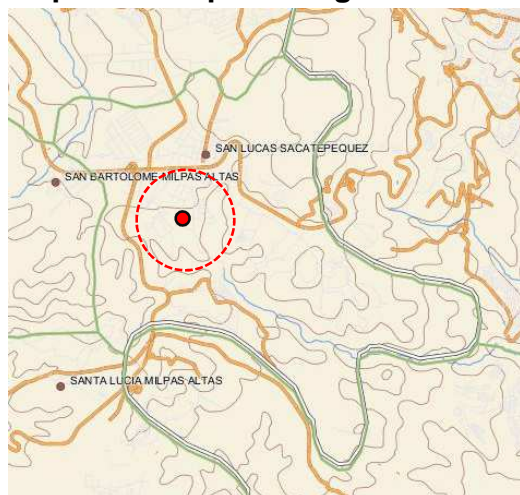 SAN LUCAS SACATEPEQUEZ
SAN BARTOLOME MILPAS ALTAS
SANTA LUCIA MILPAS ALTAS